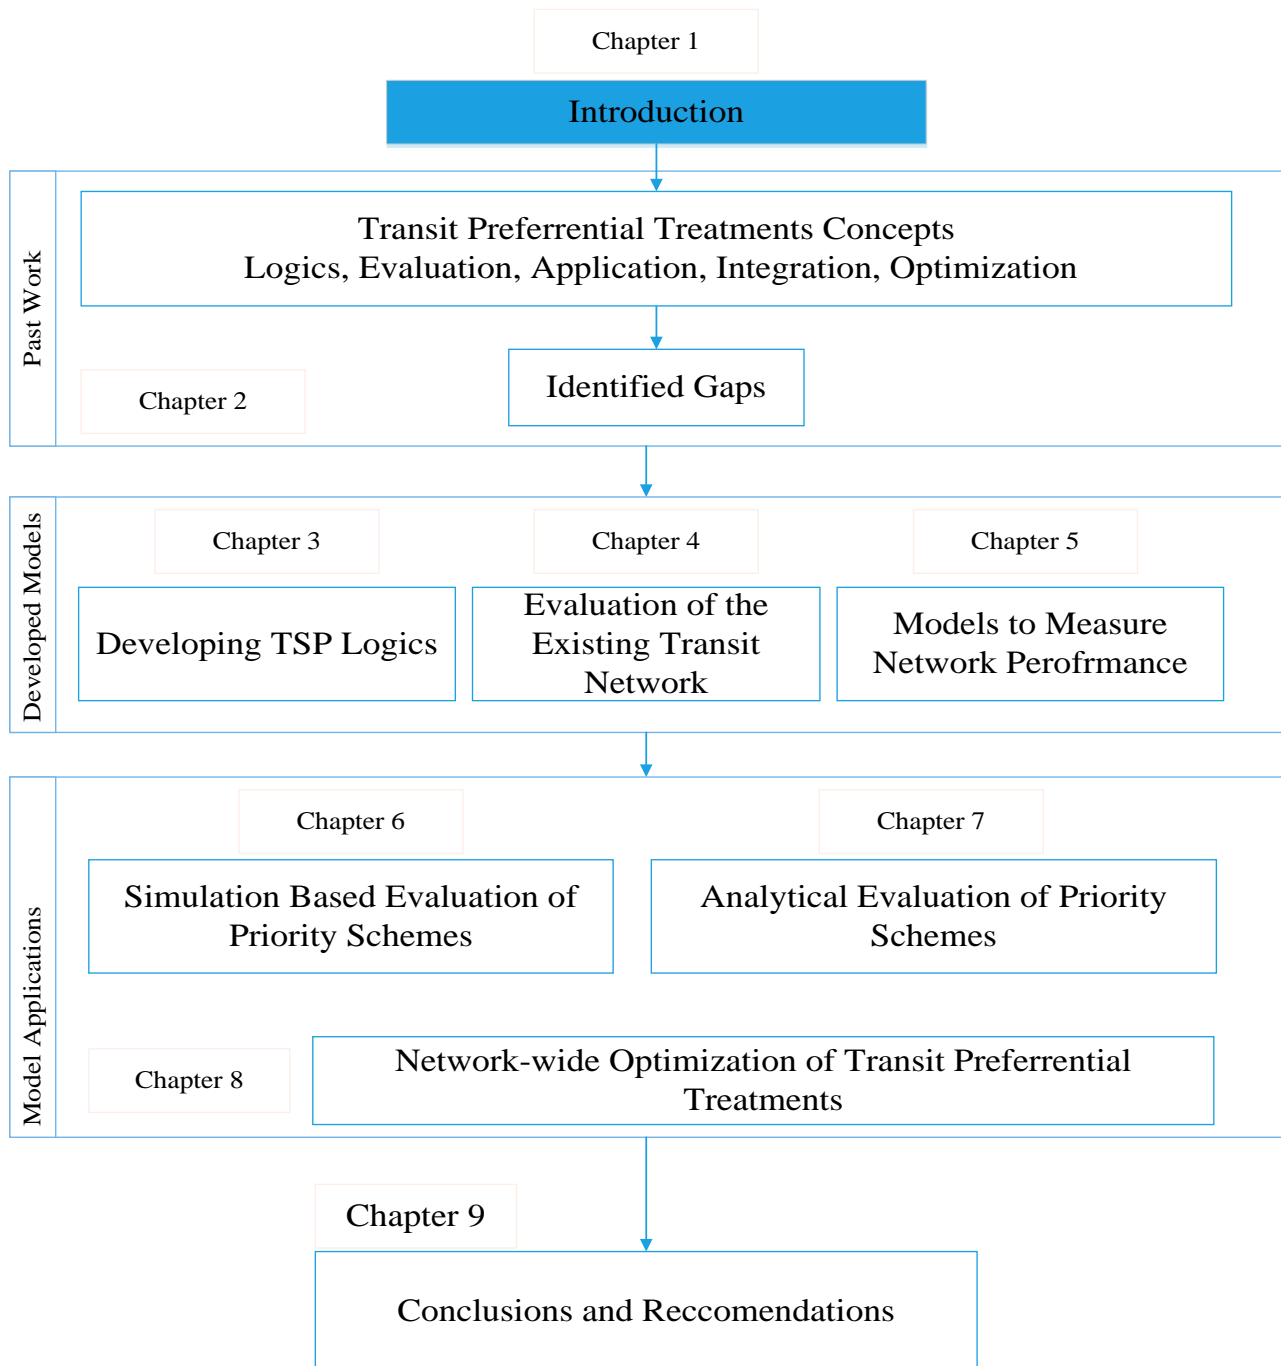 Chapter 1
Introduction
Past Work
Transit Preferrential Treatments Concepts
Logics, Evaluation, Application, Integration, Optimization
Identified Gaps
Chapter 2
Developed Models
Chapter 3
Developing TSP Logics
Chapter 4
Evaluation of the
Existing Transit
Network
Chapter 5
Models to Measure
Network Perofrmance
Model Applications
Chapter 6
Simulation Based Evaluation of
Priority Schemes
Chapter 7
Analytical Evaluation of Priority
Schemes
Chapter 8
Network-wide Optimization of Transit Preferrential
Treatments
Chapter 9
Conclusions and Reccomendations